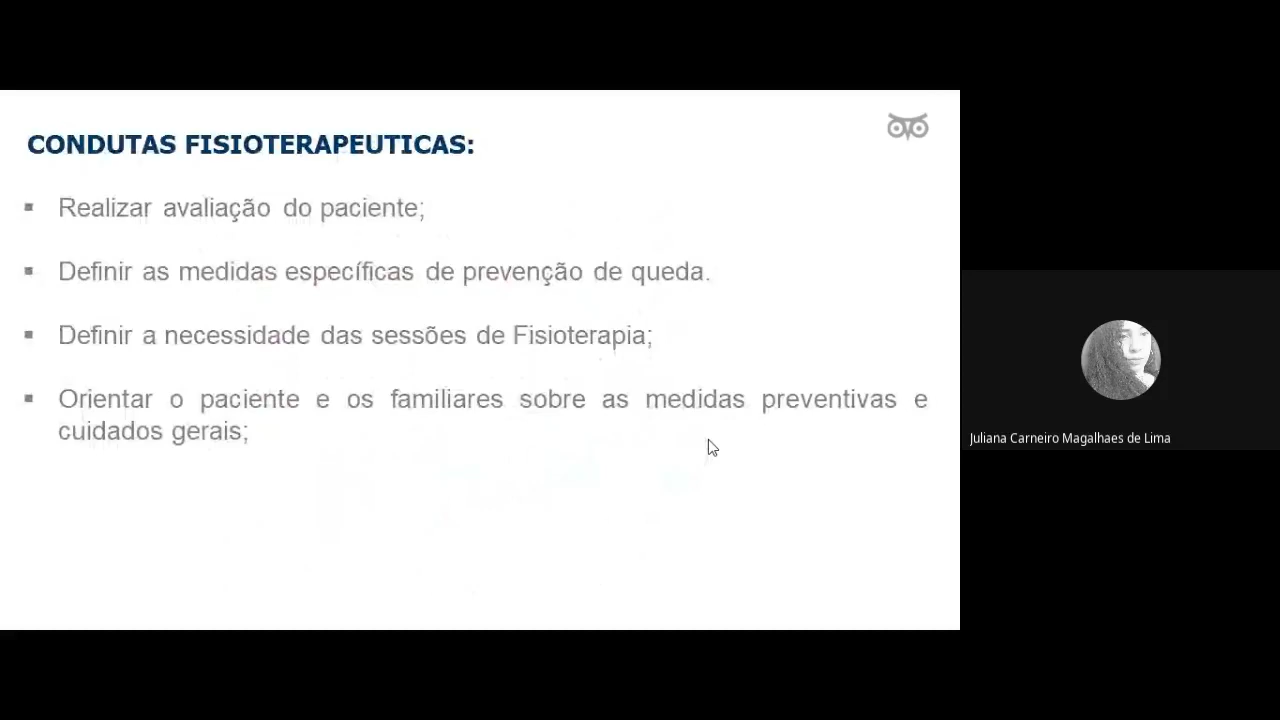 CONDUTAS FISIOTERAPEUTICAS:
▪ Realizar avaliação do paciente;
▪ Definir as medidas específicas de prevenção de queda.
▪ Definir a necessidade das sessões de Fisioterapia;
▪ Orientar o paciente e os familiares sobre as medidas preventivas e
cuidados gerais;
Juliana Carneiro Magalhaes de Lima